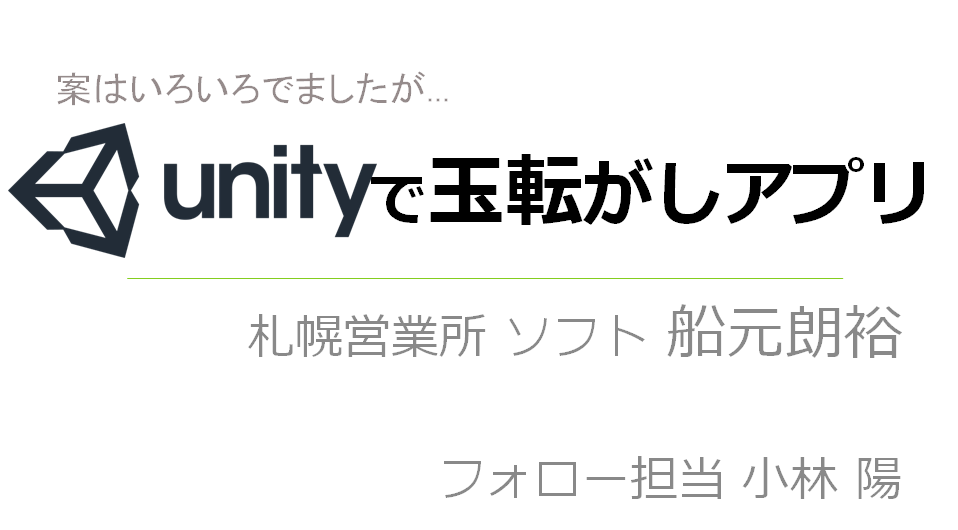 案はいろいろでましたが...
unityで玉転がしアプリ
札幌営業所 ソフト 船元朗裕
フォロー担当 小林 陽